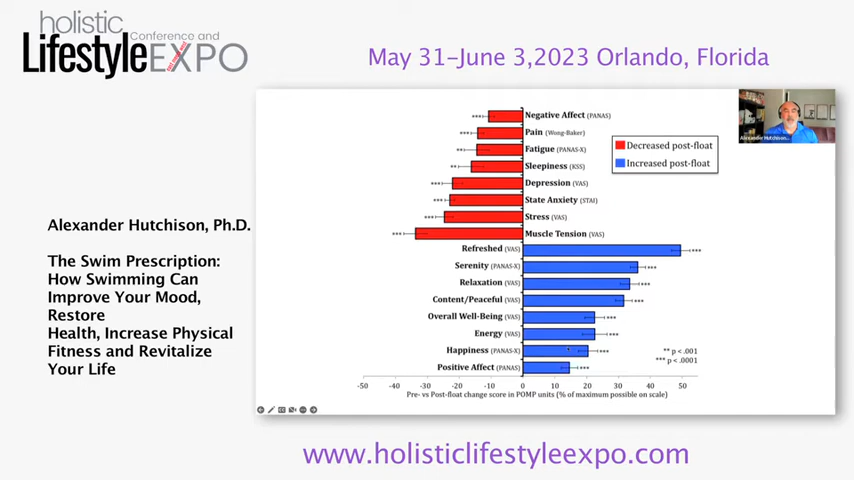 holistic
Conference and
LifestyleEXPO
May 31-June 3,2023 Orlando, Florida
Alexander Hutchison, Ph.D.
The Swim Prescription:
How Swimming Can
Improve Your Mood,
Restore
Health, Increase Physical
Fitness and Revitalize
Your Life
*** Negative Affect (PANAS)
*** Pain (Wong-Baker)
** Fatigue (PANAS-X)
** Sleepiness (KSS)
*** Depression (VAS)
*** State Anxiety (STAI)
*** Stress (VAS)
*** Muscle Tension (VAS)
Decreased post-float
Increased post-float
Alexander Hutchison...
Refreshed (VAS) ***
Serenity (PANAS-X) ***
Relaxation (VAS) ***
Content/Peaceful (VAS) ***
Overall Well-Being (VAS) ***
Energy (VAS) ***
Happiness (PANAS-X) ***
Positive Affect (PANAS) ***
** p < .001
*** p < .0001
-50 -40 -30 -20 -10 0 10 20 30 40 50
Pre- vs Post-float change score in POMP units (% of maximum possible on scale)
www.holisticlifestyleexpo.com